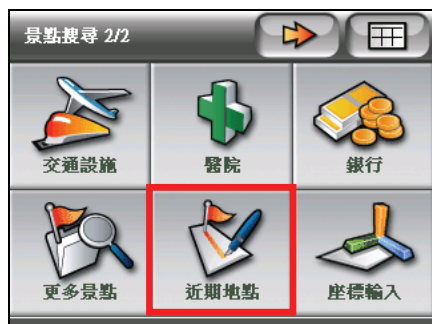 景點搜尋 2/2
交通設施
醫院
銀行
更多景點
近期地點
座標輸入